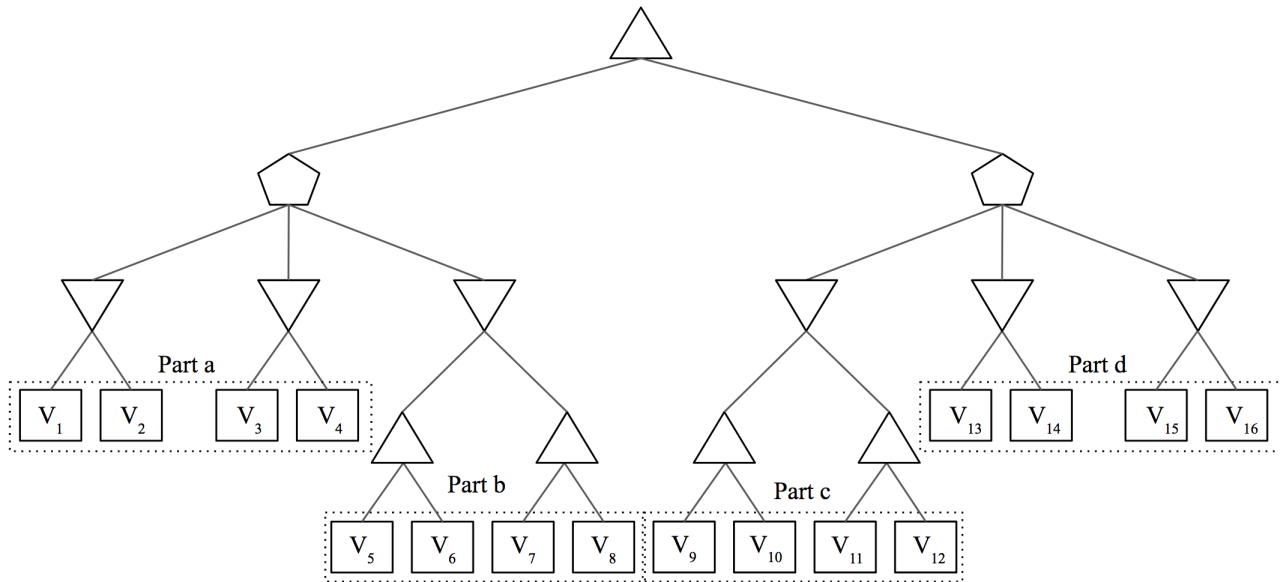 Part a
Part d
V1 V2 V3 V4
V13 V14 V15 V16
Part b
Part c
V5 V6 V7 V8
V9 V10 V11 V12